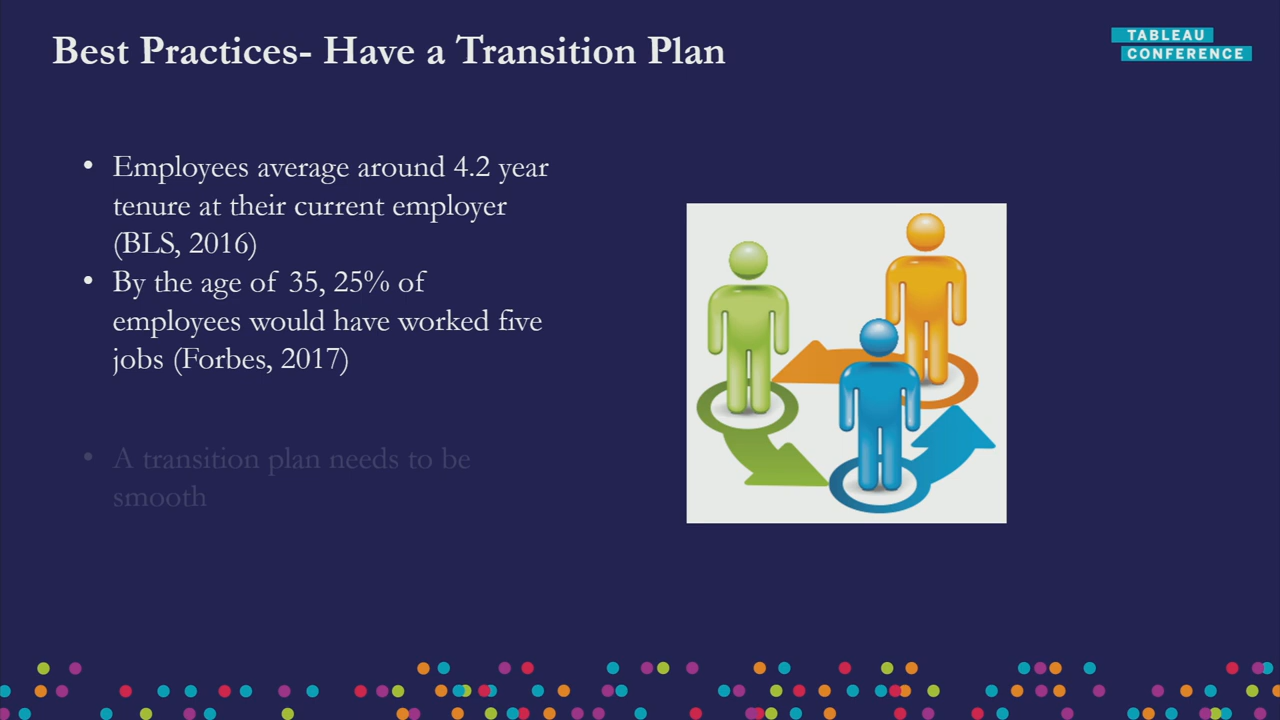 Best Practices- Have a Transition Plan
TABLEAU
CONFERENCE
• Employees average around 4.2 year
tenure at their current employer
(BLS, 2016)
• By the age of 35, 25% of
employees would have worked five
jobs (Forbes, 2017)
• A transition plan needs to be
smooth